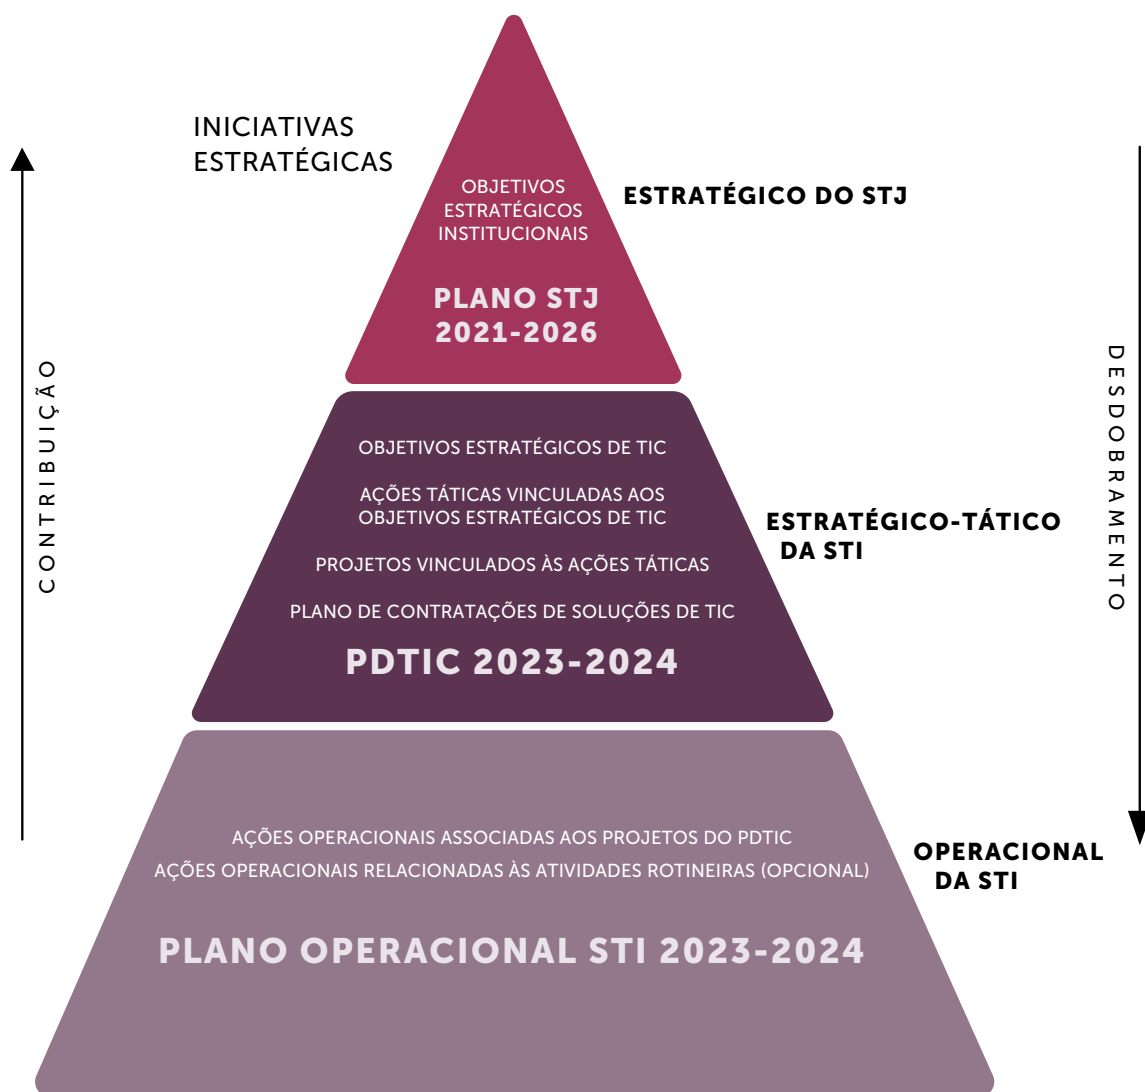 INICIATIVAS
ESTRATÉGICAS
OBJETIVOS
ESTRATÉGICOS
INSTITUCIONAIS
PLANO STJ
2021-2026
ESTRATÉGICO DO STJ
CONTRIBUIÇÃO
DESDOBRAMENTO
OBJETIVOS ESTRATÉGICOS DE TIC
AÇÕES TÁTICAS VINCULADAS AOS
OBJETIVOS ESTRATÉGICOS DE TIC
PROJETOS VINCULADOS ÀS AÇÕES TÁTICAS
PLANO DE CONTRATAÇÕES DE SOLUÇÕES DE TIC
PDTIC 2023-2024
ESTRATÉGICO-TÁTICO
DA STI
AÇÕES OPERACIONAIS ASSOCIADAS AOS PROJETOS DO PDTIC
AÇÕES OPERACIONAIS RELACIONADAS ÀS ATIVIDADES ROTINEIRAS (OPCIONAL)
PLANO OPERACIONAL STI 2023-2024
OPERACIONAL
DA STI